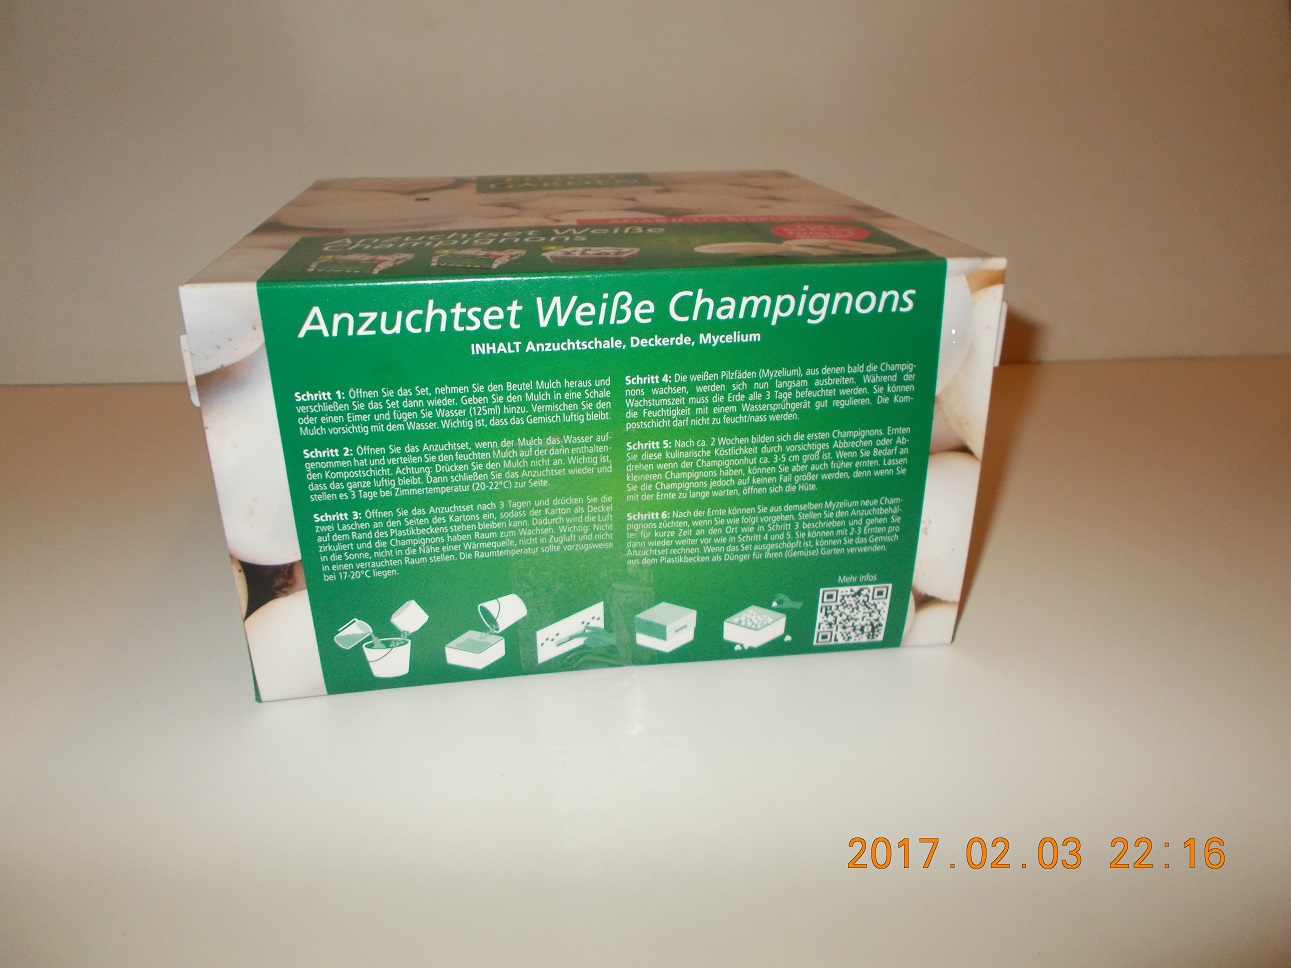 GARDEN
Anzuchtset Weiße
Champignons
Anzuchtset Weiße Champignons
INHALT Anzuchtschale, Deckerde, Mycelium
Schritt 1: Öffnen Sie das Set, nehmen Sie den Beutel Mulch heraus und
verschließen Sie das Set dann wieder. Geben Sie den Mulch in eine Schale
oder einen Eimer und fügen Sie Wasser (125ml) hinzu. Vermischen Sie den
Mulch vorsichtig mit dem Wasser. Wichtig ist, dass das Gemisch luftig bleibt.
Schritt 2: Öffnen Sie das Anzuchtset, wenn der Mulch das Wasser auf-
genommen hat und verteilen Sie den feuchten Mulch auf der darin enthalten-
den Kompostschicht. Achtung: Drücken Sie den Mulch nicht an. Wichtig ist,
dass das ganze luftig bleibt. Dann schließen Sie das Anzuchtset wieder und
stellen es 3 Tage bei Zimmertemperatur (20-22°C) zur Seite.
Schritt 3: Öffnen Sie das Anzuchtset nach 3 Tagen und drücken Sie die
zwei Laschen an den Seiten des Kartons ein, sodass der Karton als Deckel
auf dem Rand des Plastikbeckens stehen bleiben kann. Dadurch wird die Luft
zirkuliert und die Champignons haben Raum zum Wachsen. Wichtig: Nicht
in die Sonne, nicht in die Nähe einer Wärmequelle, nicht in Zugluft und nicht
in einen verrauchten Raum stellen. Die Raumtemperatur sollte vorzugsweise
bei 17-20°C liegen.
Schritt 4: Die weißen Pilzfäden (Myzelium), aus denen bald die Champig-
nons wachsen, werden sich nun langsam ausbreiten. Während der
Wachstumszeit muss die Erde alle 3 Tage befeuchtet werden. Sie können
die Feuchtigkeit mit einem Wassersprühgerät gut regulieren. Die Kom-
postschicht darf nicht zu feucht/nass werden.
Schritt 5: Nach ca. 2 Wochen bilden sich die ersten Champignons. Ernten
Sie diese kulinarische Köstlichkeit durch vorsichtiges Abbrechen oder Ab-
drehen wenn der Champignonhut ca. 3-5 cm groß ist. Wenn Sie Bedarf an
kleineren Champignons haben, können Sie aber auch früher ernten. Lassen
Sie die Champignons jedoch auf keinen Fall größer werden, denn wenn Sie
mit der Ernte zu lange warten, öffnen sich die Hüte.
Schritt 6: Nach der Ernte können Sie aus demselben Myzelium neue Cham-
pignons züchten, wenn Sie wie folgt vorgehen. Stellen Sie den Anzuchtbehäl-
ter für kurze Zeit an den Ort wie in Schritt 3 beschrieben und gehen Sie
dann wieder weiter vor wie in Schritt 4 und 5. Sie können mit 2-3 Ernten pro
Anzuchtset rechnen. Wenn das Set ausgeschöpft ist, können Sie das Gemisch
aus dem Plastikbecken als Dünger für Ihren (Gemüse) Garten verwenden.
Mehr infos
2017.02.03 22:16